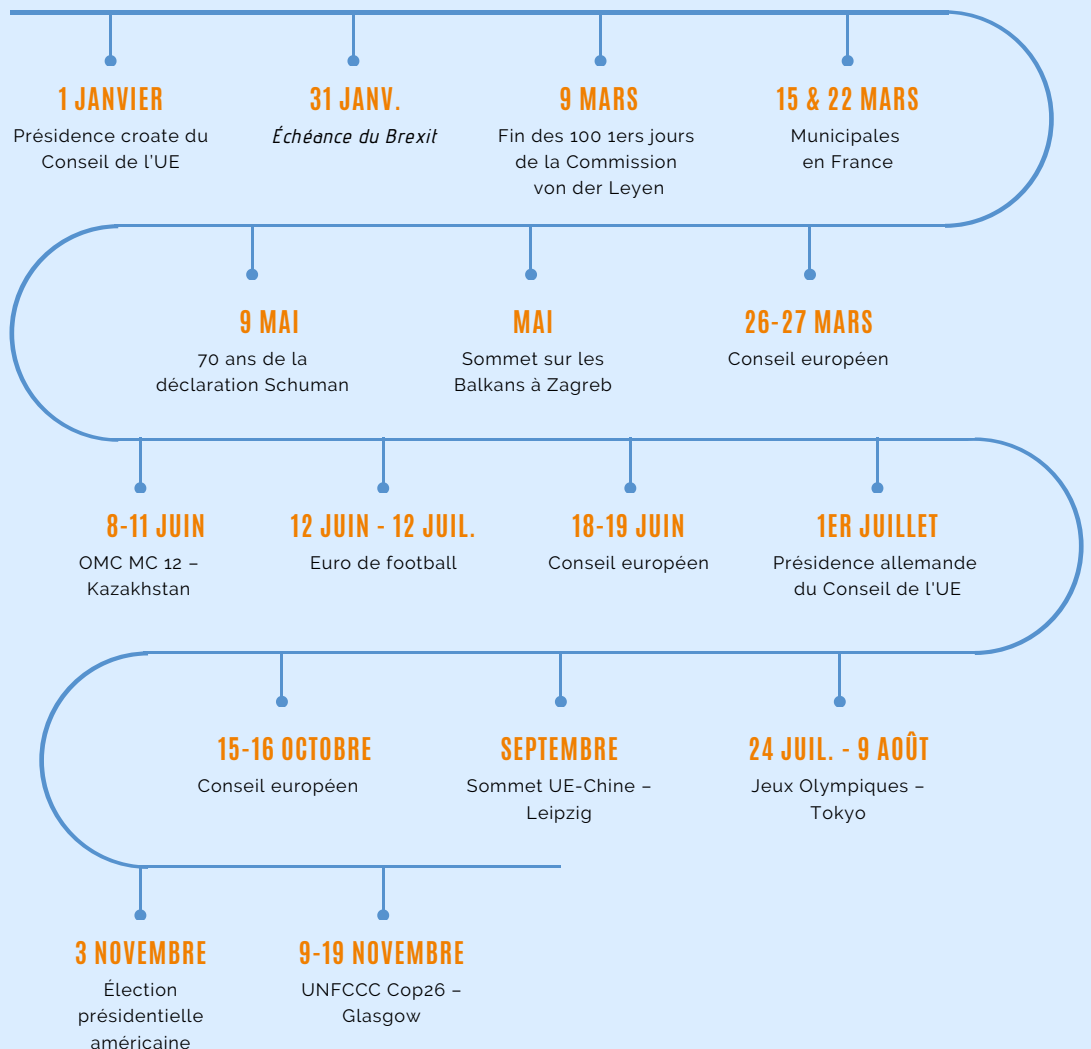 1 JANVIER
Présidence croate du
Conseil de l'UE
31 JANV.
Échéance du Brexit
9 MARS
Fin des 100 1ers jours
de la Commission
von der Leyen
15 & 22 MARS
Municipales
en France
26-27 MARS
Conseil européen
MAI
Sommet sur les
Balkans à Zagreb
9 MAI
70 ans de la
déclaration Schuman
8-11 JUIN
OMC MC 12 –
Kazakhstan
12 JUIN - 12 JUIL.
Euro de football
18-19 JUIN
Conseil européen
1ER JUILLET
Présidence allemande
du Conseil de l'UE
24 JUIL. - 9 AOÛT
Jeux Olympiques –
Tokyo
SEPTEMBRE
Sommet UE-Chine –
Leipzig
15-16 OCTOBRE
Conseil européen
3 NOVEMBRE
Élection
présidentielle
américaine
9-19 NOVEMBRE
UNFCCC Cop26 –
Glasgow